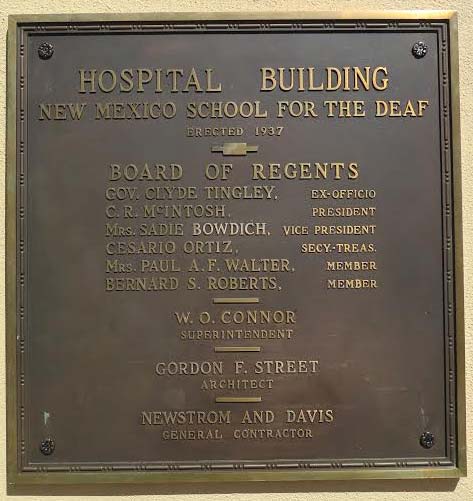 HOSPITAL BUILDING
NEW MEXICO SCHOOL FOR THE DEAF
ERECTED 1937
BOARD OF REGENTS
GOV. CLYDE TINGLEY, EX-OFFICIO
C. R. McINTOSH, PRESIDENT
MRS. SADIE BOWDICH, VICE PRESIDENT
CESARIO ORTIZ, SECY.-TREAS.
MRS. PAUL A. F. WALTER, MEMBER
BERNARD S. ROBERTS, MEMBER
W. O. CONNOR
SUPERINTENDENT
GORDON F. STREET
ARCHITECT
NEWSTROM AND DAVIS
GENERAL CONTRACTOR